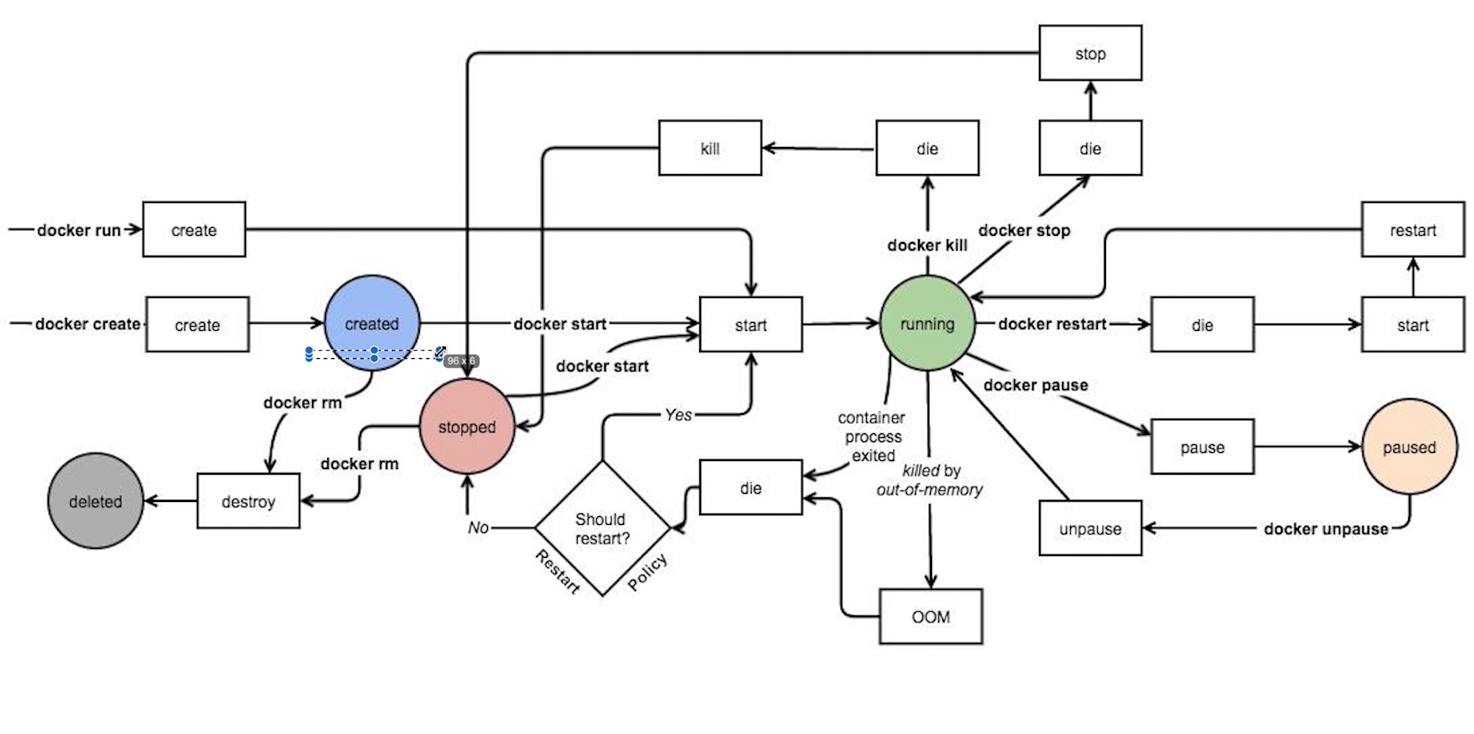 stop
kill
die
die
docker run
create
docker kill
docker stop
restart
docker create
create
created
docker start
start
running
docker restart
die
start
96 x 6
docker start
docker pause
docker rm
stopped
Yes
container
process
exited
pause
paused
docker rm
killed by
out-of-memory
deleted
destroy
die
No
Should
restart?
Restart
Policy
unpause
docker unpause
OOM